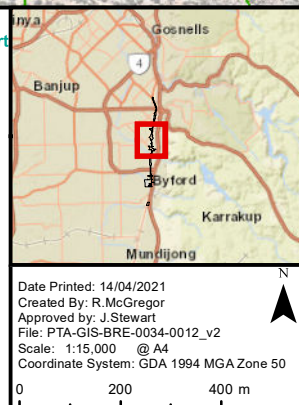 Gosnells
4
Banjup
Byford
Karrakup
Mundijong
N
Date Printed: 14/04/2021
Created By: R.McGregor
Approved by: J.Stewart
File: PTA-GIS-BRE-0034-0012_v2
Scale: 1:15,000 @ A4
Coordinate System: GDA 1994 MGA Zone 50
0 200 400 m